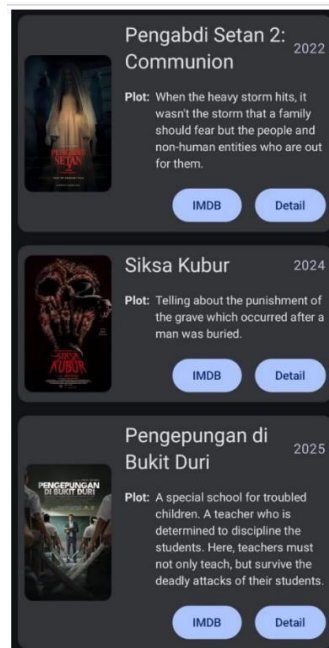 Pengabdi Setan 2: 2022
Communion
PENGABDI
SETAN
2
Plot: When the heavy storm hits, it
wasn't the storm that a family
should fear but the people and
non-human entities who are out
for them.
IMDB Detail
Siksa Kubur 2024
SIKSA
KUBUR
Plot: Telling about the punishment of
the grave which occurred after a
man was buried.
IMDB Detail
Pengepungan di 2025
Bukit Duri
PENGEPUNGAN
DI BUKIT DURI
Plot: A special school for troubled
children. A teacher who is
determined to discipline the
students. Here, teachers must
not only teach, but survive the
deadly attacks of their students.
IMDB Detail